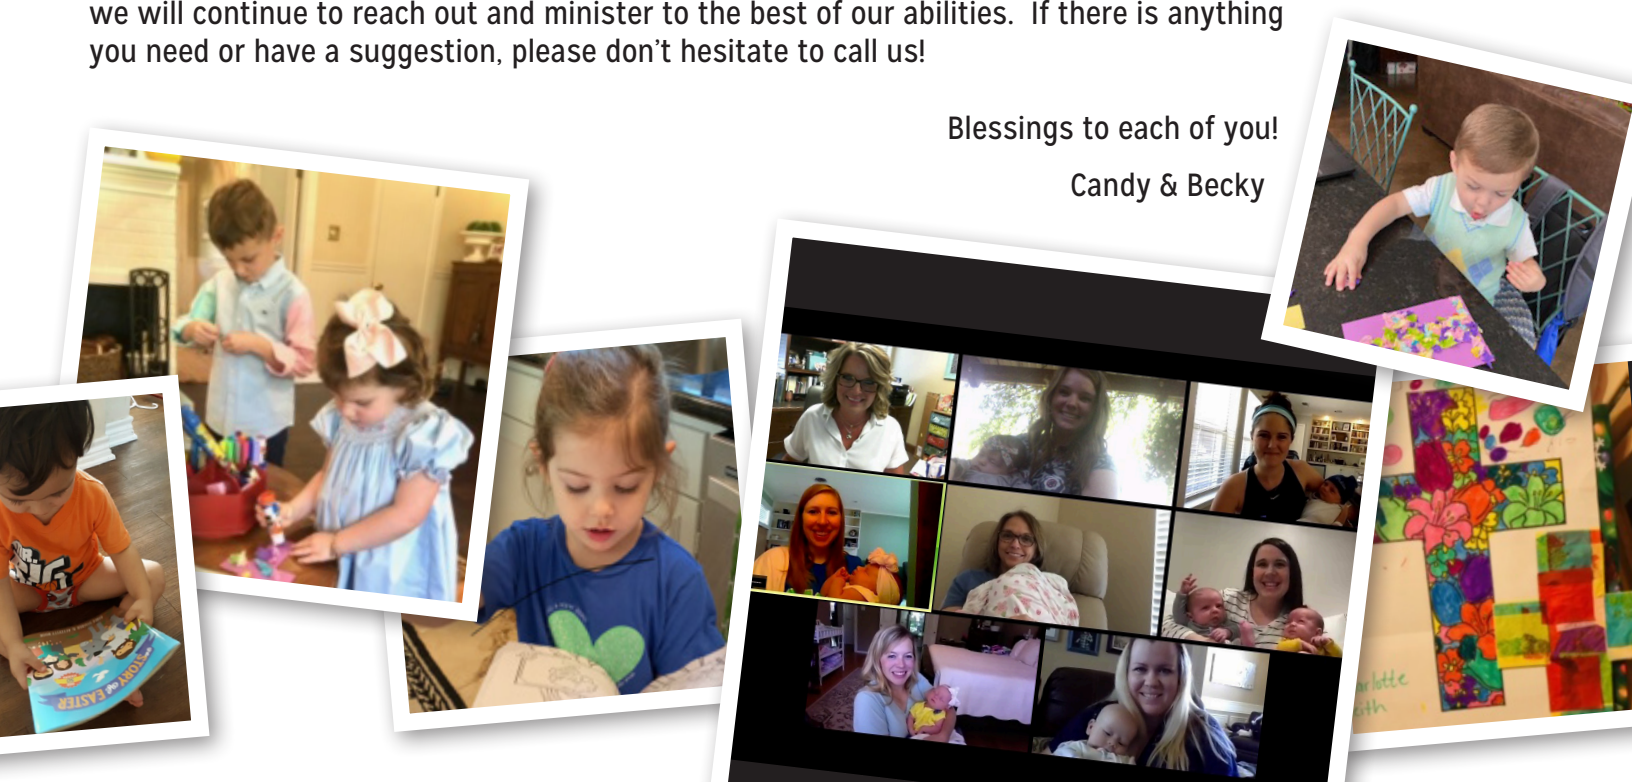 we will continue to reach out and minister to the best of our abilities.  If there is anything
you need or have a suggestion, please don't hesitate to call us!
Blessings to each of you!
Candy & Becky
STORY of EASTER